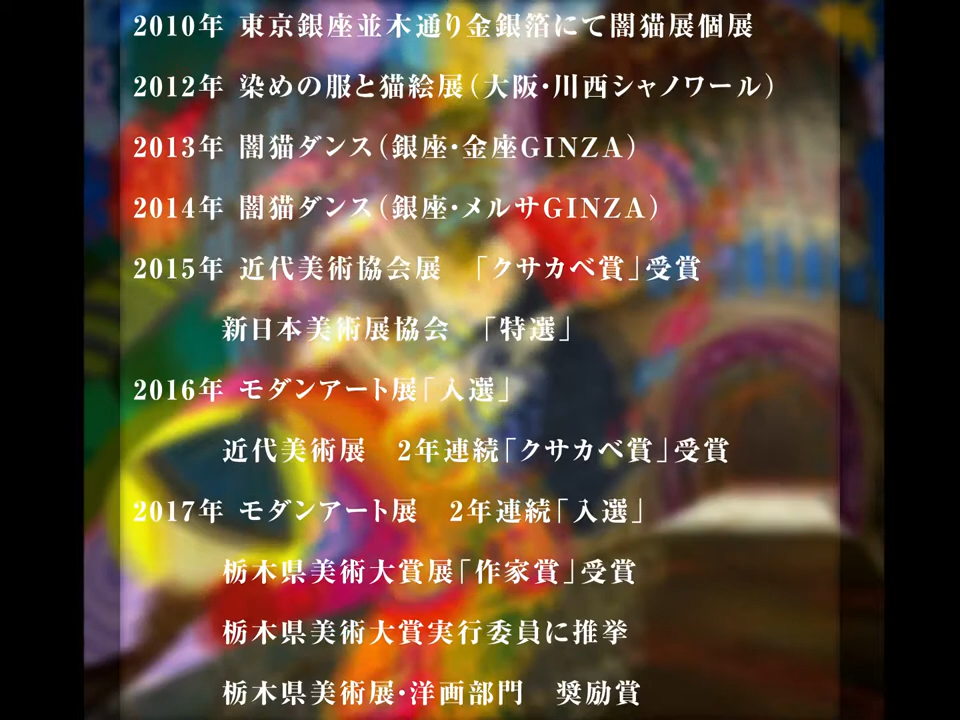 2010年 東京銀座並木通り金銀箔にて闇猫展個展
2012年 染めの服と猫絵展（大阪・川西シャノワール）
2013年 闇猫ダンス（銀座・金座GINZA）
2014年 闇猫ダンス（銀座・メルサGINZA）
2015年 近代美術協会展　「クサカベ賞」受賞
新日本美術展協会　「特選」
2016年 モダンアート展「入選」
近代美術展　2年連続「クサカベ賞」受賞
2017年 モダンアート展　2年連続「入選」
栃木県美術大賞展「作家賞」受賞
栃木県美術大賞実行委員に推挙
栃木県美術展・洋画部門　奨励賞